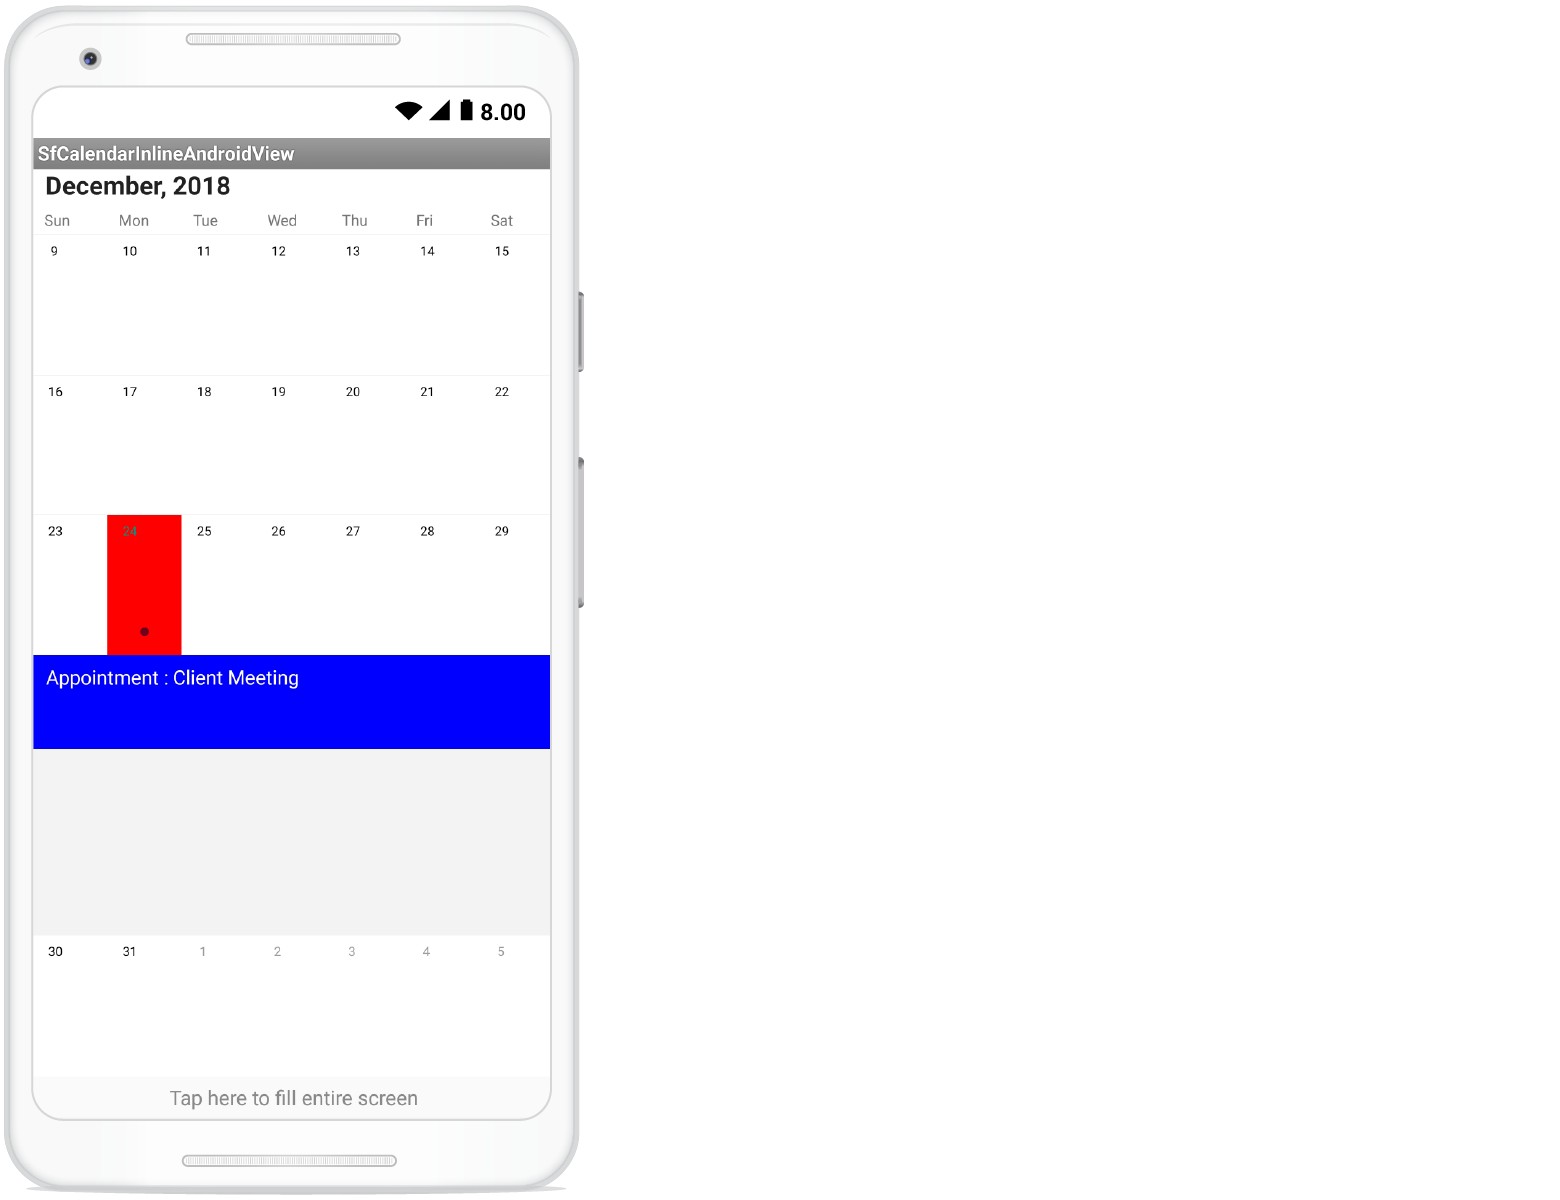 8.00
SfCalendarInlineAndroidView
December, 2018
Sun Mon Tue Wed Thu Fri Sat
9 10 11 12 13 14 15
16 17 18 19 20 21 22
23 24 25 26 27 28 29
Appointment : Client Meeting
30 31 1 2 3 4 5
Tap here to fill entire screen